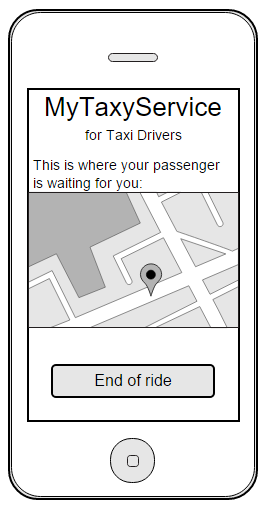 MyTaxyService
for Taxi Drivers
This is where your passenger
is waiting for you:
End of ride